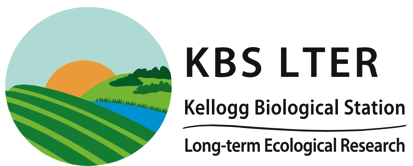 KBS LTER
Kellogg Biological Station
Long-term Ecological Research